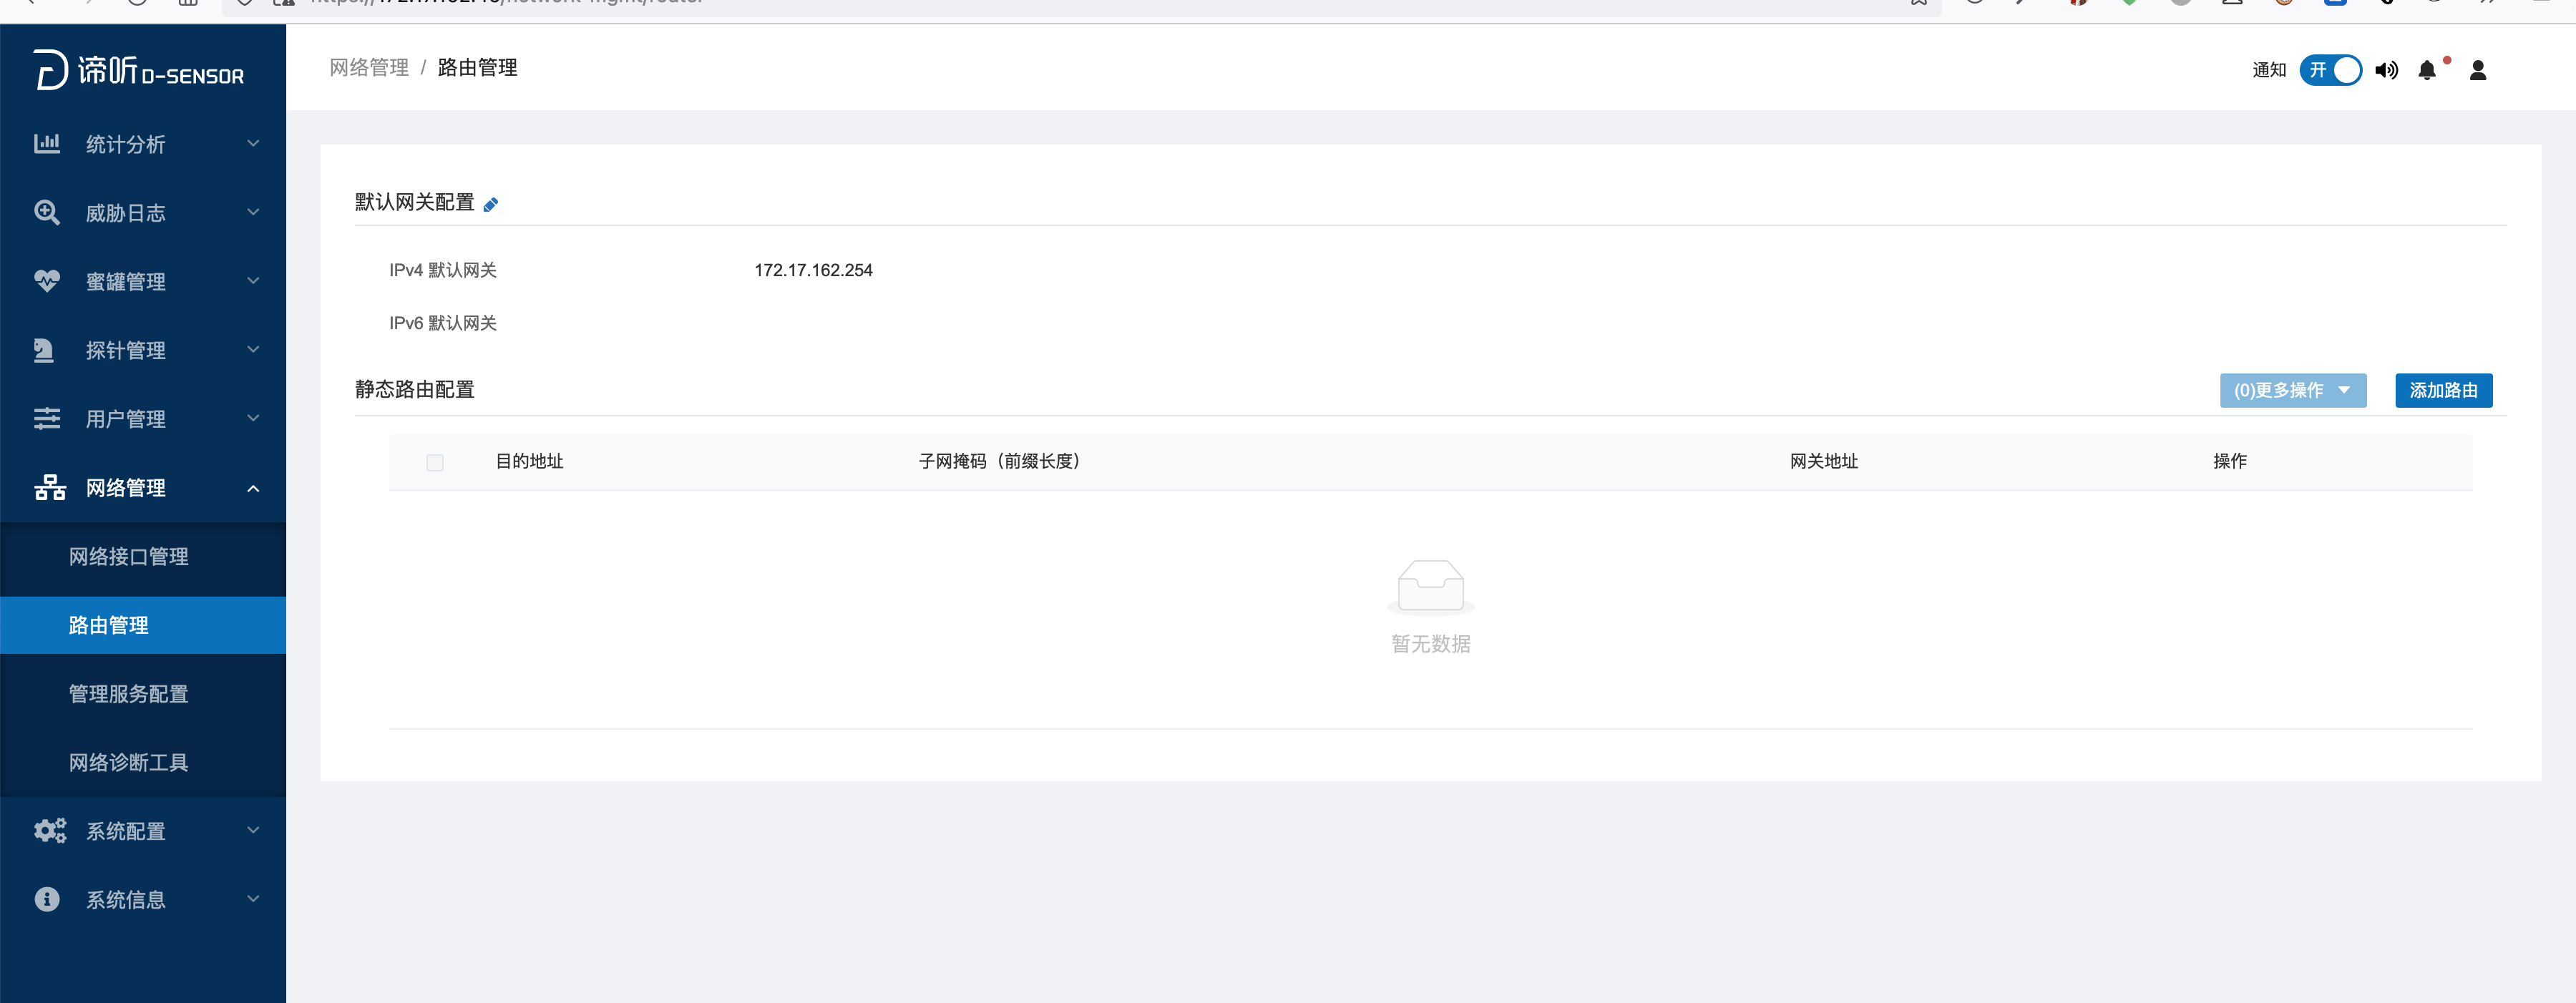 谛听 D-SENSOR
统计分析
威胁日志
蜜罐管理
探针管理
用户管理
网络管理
网络接口管理
路由管理
管理服务配置
网络诊断工具
系统配置
系统信息
网络管理 / 路由管理
通知 开
默认网关配置
IPv4 默认网关 172.17.162.254
IPv6 默认网关
静态路由配置 (0)更多操作 添加路由
目的地址 子网掩码（前缀长度） 网关地址 操作
暂无数据